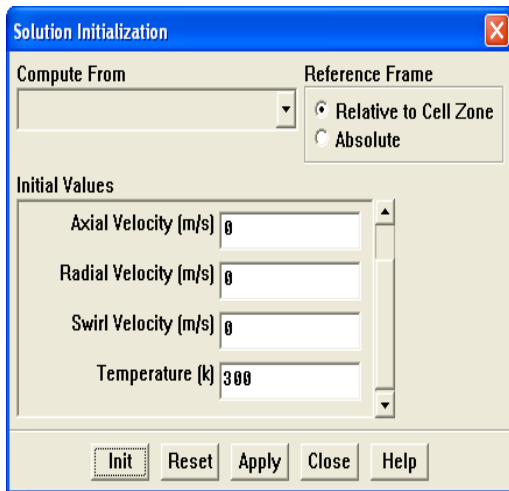 Solution Initialization
Compute From
Reference Frame
Relative to Cell Zone
Absolute
Initial Values
Axial Velocity (m/s) 0
Radial Velocity (m/s) 0
Swirl Velocity (m/s) 0
Temperature (k) 300
Init Reset Apply Close Help